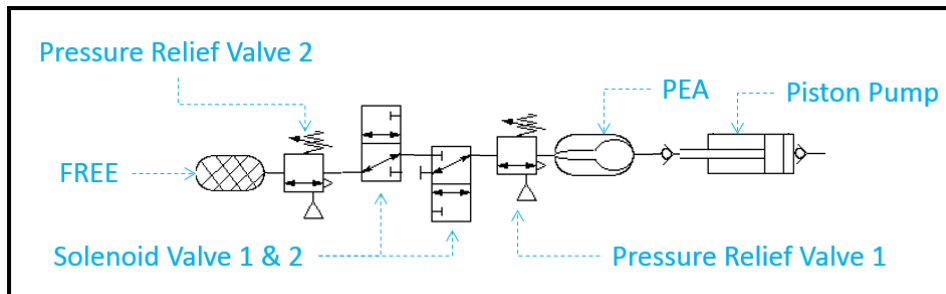 Pressure Relief Valve 2
PEA
Piston Pump
FREE
Solenoid Valve 1 & 2
Pressure Relief Valve 1